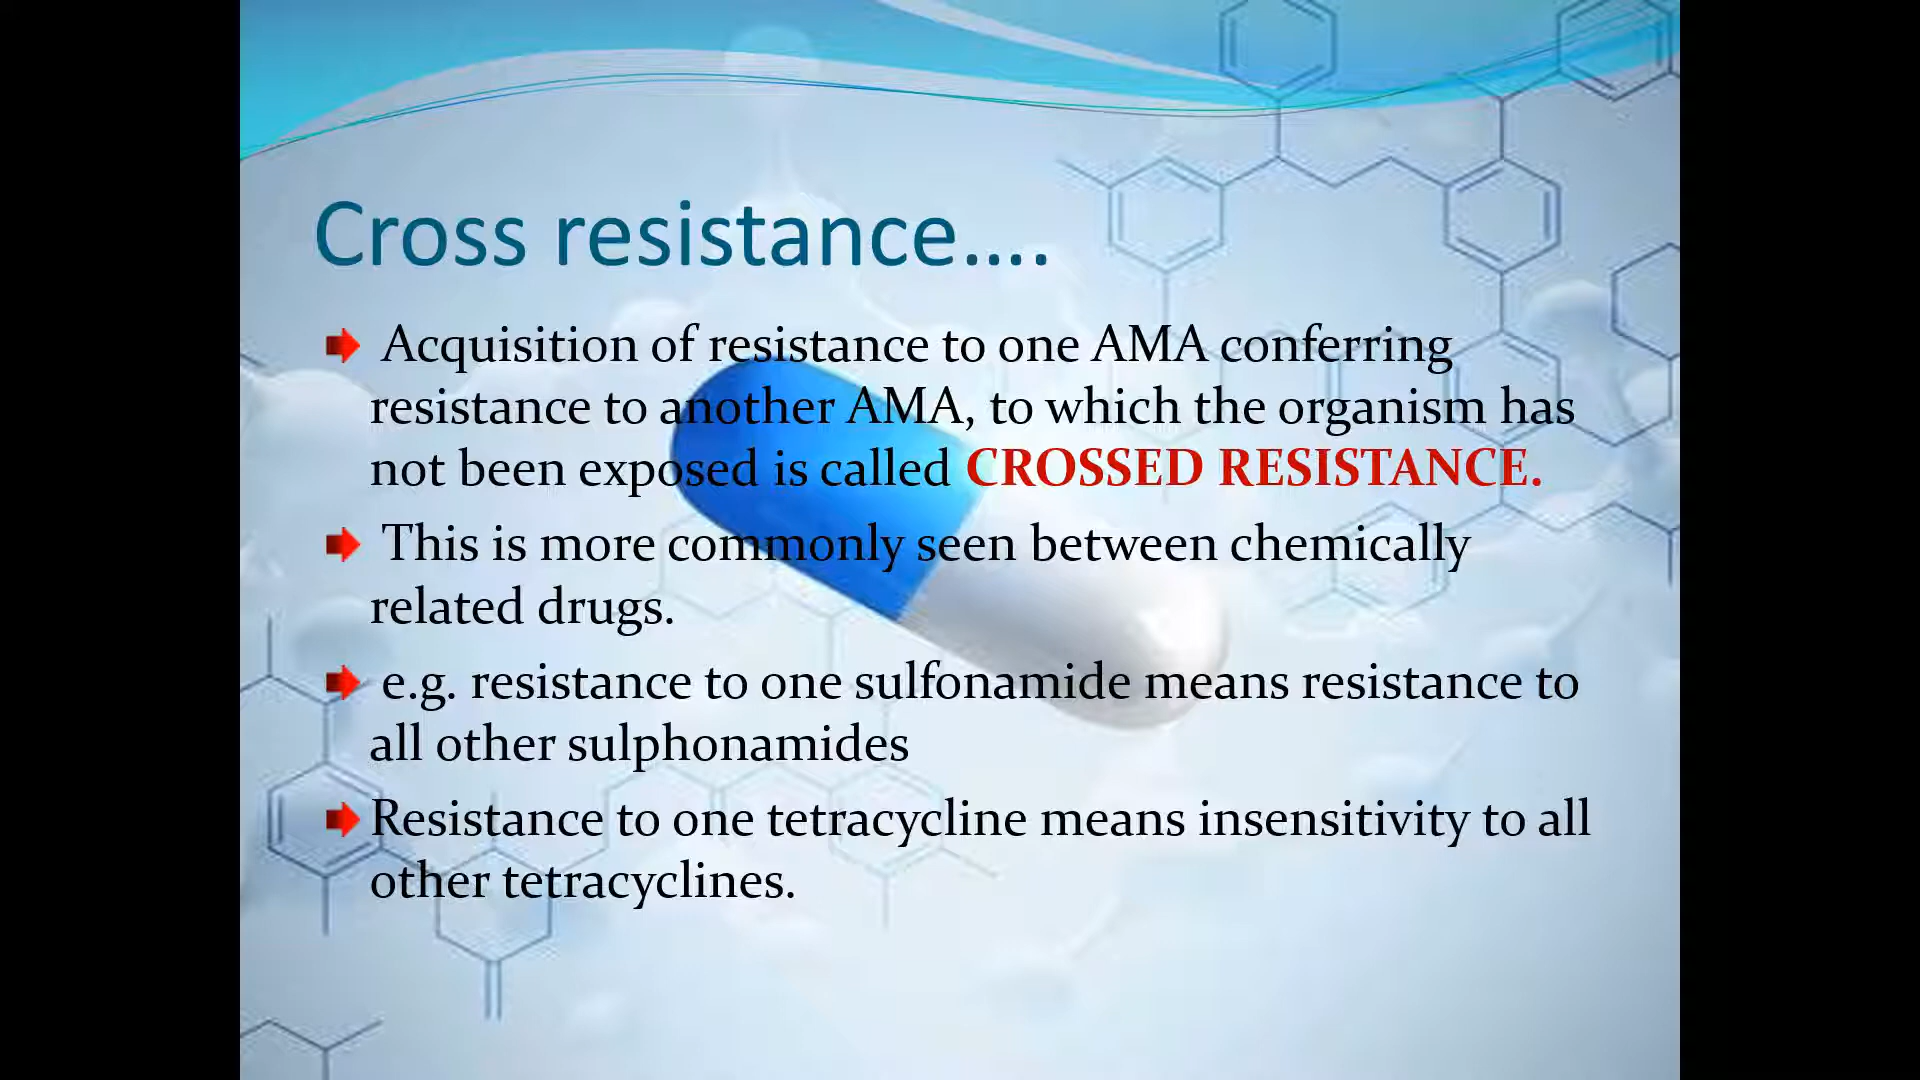 Cross resistance....
Acquisition of resistance to one AMA conferring
resistance to another AMA, to which the organism has
not been exposed is called CROSSED RESISTANCE.
This is more commonly seen between chemically
related drugs.
e.g. resistance to one sulfonamide means resistance to
all other sulphonamides
Resistance to one tetracycline means insensitivity to all
other tetracyclines.